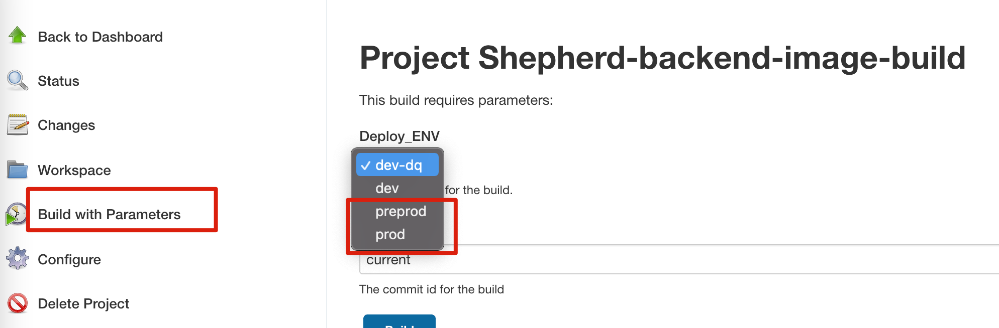 Back to Dashboard
Status
Changes
Workspace
Build with Parameters
Configure
Delete Project
Project Shepherd-backend-image-build
This build requires parameters:
Deploy_ENV
✓ dev-dq
dev
for the build.
preprod
prod
current
The commit id for the build